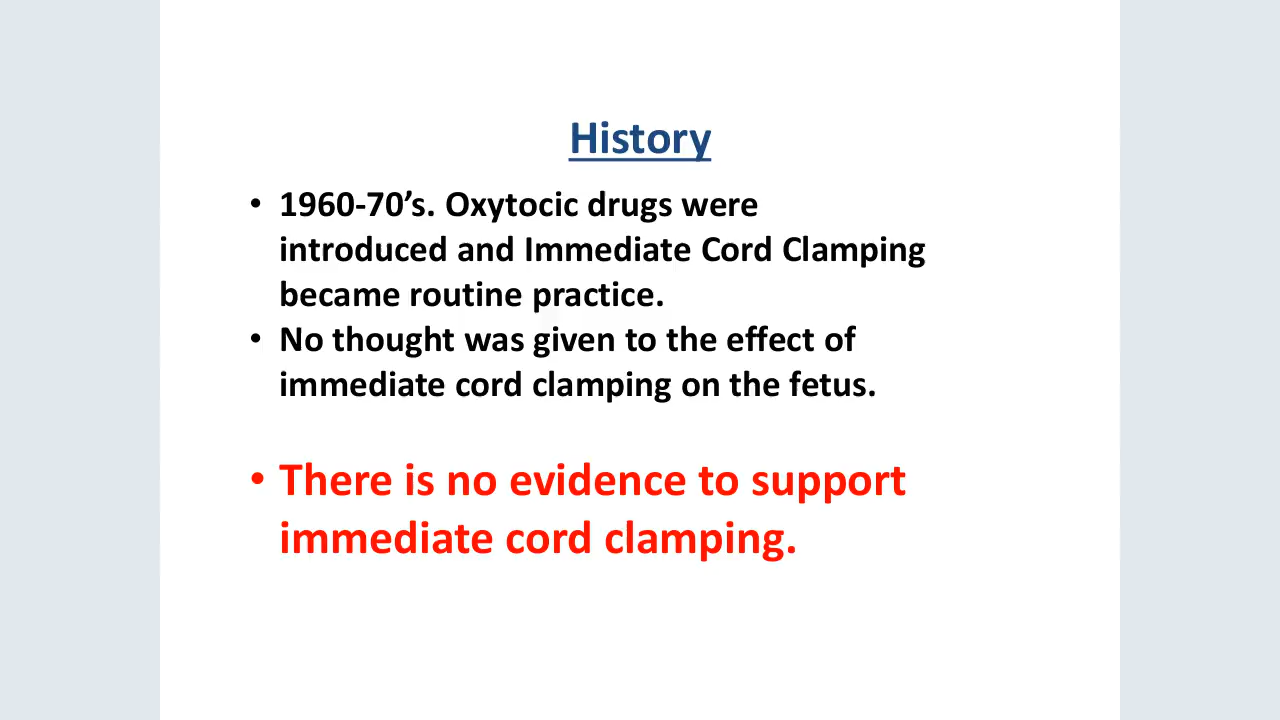 History
• 1960-70’s. Oxytocic drugs were
introduced and Immediate Cord Clamping
became routine practice.
• No thought was given to the effect of
immediate cord clamping on the fetus.
• There is no evidence to support
immediate cord clamping.